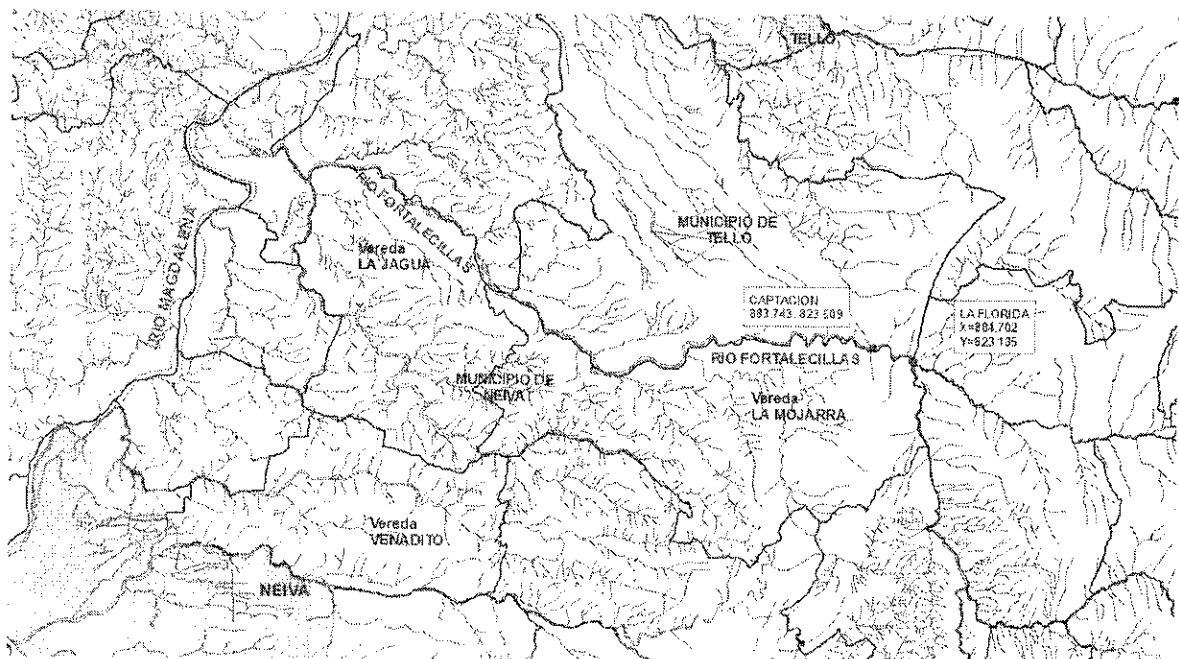 TELLO
RIO MAGDALENA
RIO FORTALECILLAS
Vereda
LA JAGUA
MUNICIPIO DE
TELLO
CAPTACION
LA FLORIDA
RIO FORTALECILLAS
MUNICIPIO DE
NEIVA
Vereda
LA MOJARRA
Vereda
VENADITO
NEIVA